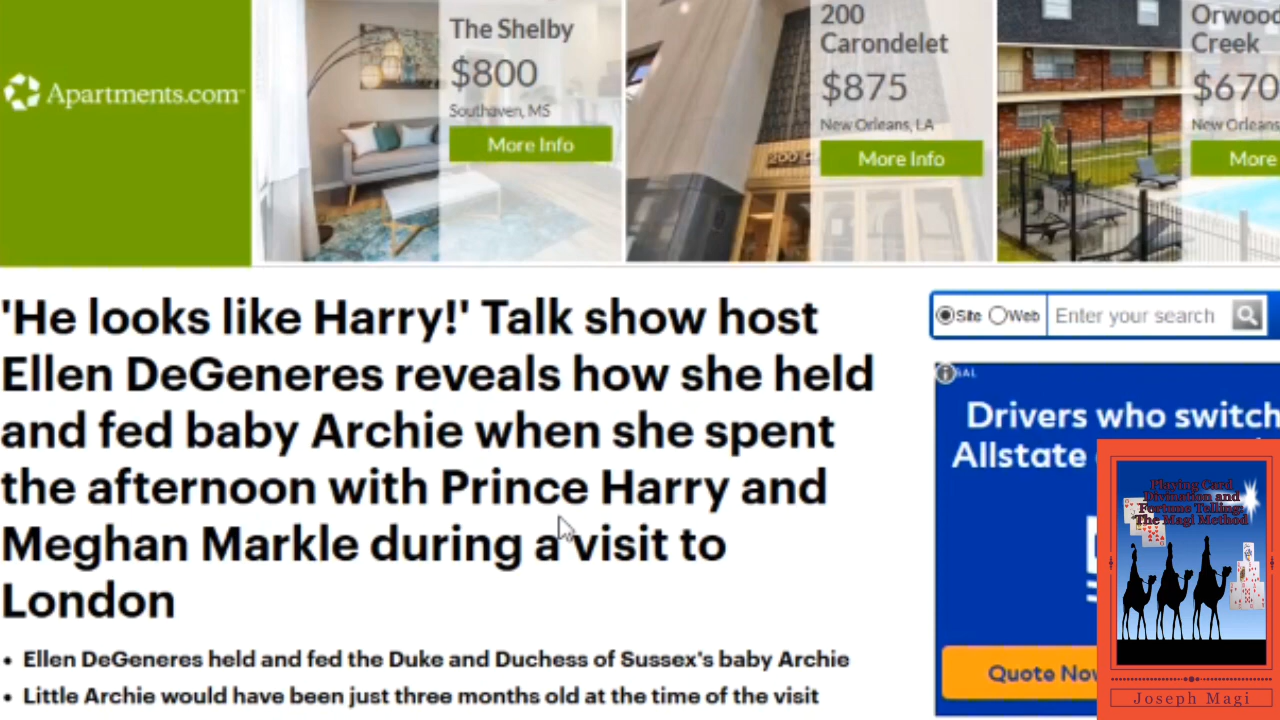 Apartments.com
The Shelby
$800
Southaven, MS
More Info
200
Carondelet
$875
New Orleans, LA
More Info
Orwood
Creek
$670
New Orleans
More
'He looks like Harry!' Talk show host
Ellen DeGeneres reveals how she held
and fed baby Archie when she spent
the afternoon with Prince Harry and
Meghan Markle during a visit to
London
• Ellen DeGeneres held and fed the Duke and Duchess of Sussex's baby Archie
• Little Archie would have been just three months old at the time of the visit
Site Web Enter your search
Drivers who switch
Allstate
Quote Now
Playing Card
Divination and
Fortune Telling:
The Magi Method
Joseph Magi